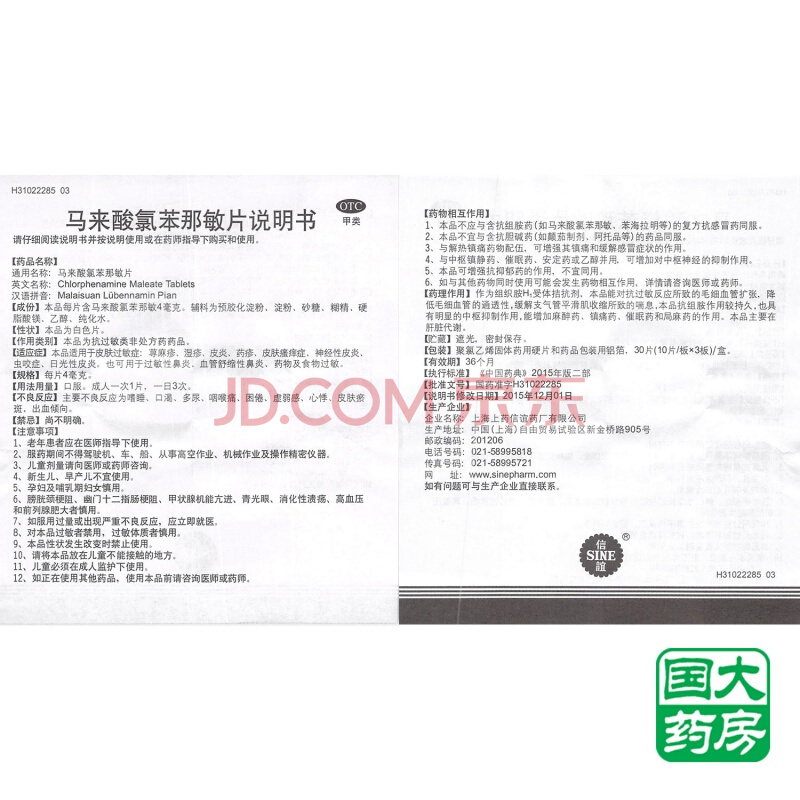 H31022285 03
马来酸氯苯那敏片说明书
OTC
甲类
请仔细阅读说明书并按说明使用或在药师指导下购买和使用。
【药品名称】
通用名称：马来酸氯苯那敏片
英文名称：Chlorphenamine Maleate Tablets
汉语拼音：Malaisuan Lübennamin Pian
【成份】本品每片含马来酸氯苯那敏4毫克。辅料为预胶化淀粉，淀粉、砂糖、糊精、硬
脂酸镁、乙醇、纯化水。
【性状】本品为白色片。
【作用类别】本品为抗过敏类非处方药药品。
【适应症】本品适用于皮肤过敏症：荨麻疹、湿疹、皮炎、药疹、皮肤瘙痒症、神经性皮炎、
虫咬症、日光性皮炎。也可用于过敏性鼻炎、血管舒缩性鼻炎、药物及食物过敏。
【规格】每片4毫克。
【用法用量】口服。成人一次1片，一日3次。
【不良反应】主要不良反应为嗜睡、口渴、多尿、咽喉痛、困倦、虚弱感、心悸、皮肤瘀
斑、出血倾向。
【禁忌】尚不明确。
【注意事项】
1、老年患者应在医师指导下使用。
2、服药期间不得驾驶机、车、船、从事高空作业、机械作业及操作精密仪器。
3、儿童剂量请向医师或药师咨询。
4、新生儿、早产儿不宜使用。
5、孕妇及哺乳期妇女慎用。
6、膀胱颈梗阻、幽门十二指肠梗阻、甲状腺机能亢进、青光眼、消化性溃疡、高血压
和前列腺肥大者慎用。
7、如服用过量或出现严重不良反应，应立即就医。
8、对本品过敏者禁用，过敏体质者慎用。
9、本品性状发生改变时禁止使用。
10、请将本品放在儿童不能接触的地方。
11、儿童必须在成人监护下使用。
12、如正在使用其他药品，使用本品前请咨询医师或药师。
【药物相互作用】
1、本品不应与含抗组胺药(如马来酸氯苯那敏、苯海拉明等)的复方抗感冒药同服。
2、本品不宜与含抗胆碱药(如颠茄制剂、阿托品等)的药品同服。
3、与解热镇痛药物配伍，可增强其镇痛和缓解感冒症状的作用。
4、与中枢镇静药、催眠药、安定药或乙醇并用，可增加对中枢神经的抑制作用。
5、本品可增强抗抑郁药的作用，不宜同用。
6、如与其他药物同时使用可能会发生药物相互作用，详情请咨询医师或药师。
【药理作用】作为组织胺H₁受体拮抗剂，本品能对抗过敏反应所致的毛细血管扩张，降
低毛细血管的通透性，缓解支气管平滑肌收缩所致的喘息，本品抗组胺作用较持久，也具
有明显的中枢抑制作用，能增加麻醉药、镇痛药、催眠药和局麻药的作用。本品主要在
肝脏代谢。
【贮藏】遮光，密封保存。
【包装】聚氯乙烯固体药用硬片和药品包装用铝箔，30片(10片/板×3板)/盒。
【有效期】36个月
【执行标准】《中国药典》2015年版二部
【批准文号】国药准字H31022285
【说明书修改日期】2015年12月01日
【生产企业】
企业名称：上海上药信谊药厂有限公司
生产地址：中国(上海)自由贸易试验区新金桥路905号
邮政编码：201206
电话号码：021-58995818
传真号码：021-58995721
网　　址：www.sinepharm.com
如有问题可与生产企业直接联系。
信
SINE
誼
®
H31022285 03
JD.COM 京东
国大
药房